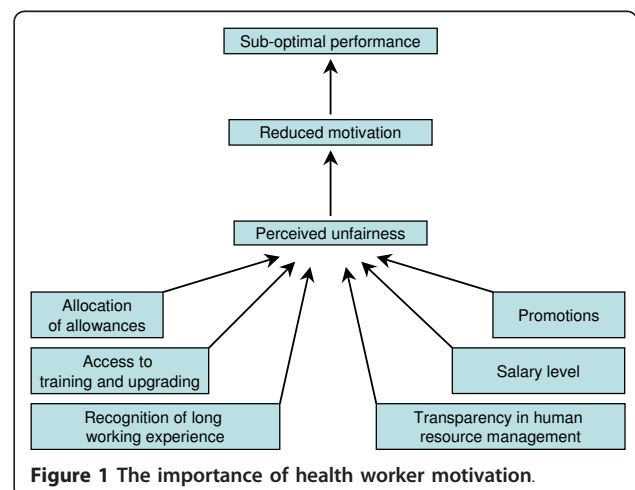 Sub-optimal performance
Reduced motivation
Perceived unfairness
Allocation
of allowances
Promotions
Access to
training and upgrading
Salary level
Recognition of long
working experience
Transparency in human
resource management
Figure 1 The importance of health worker motivation.